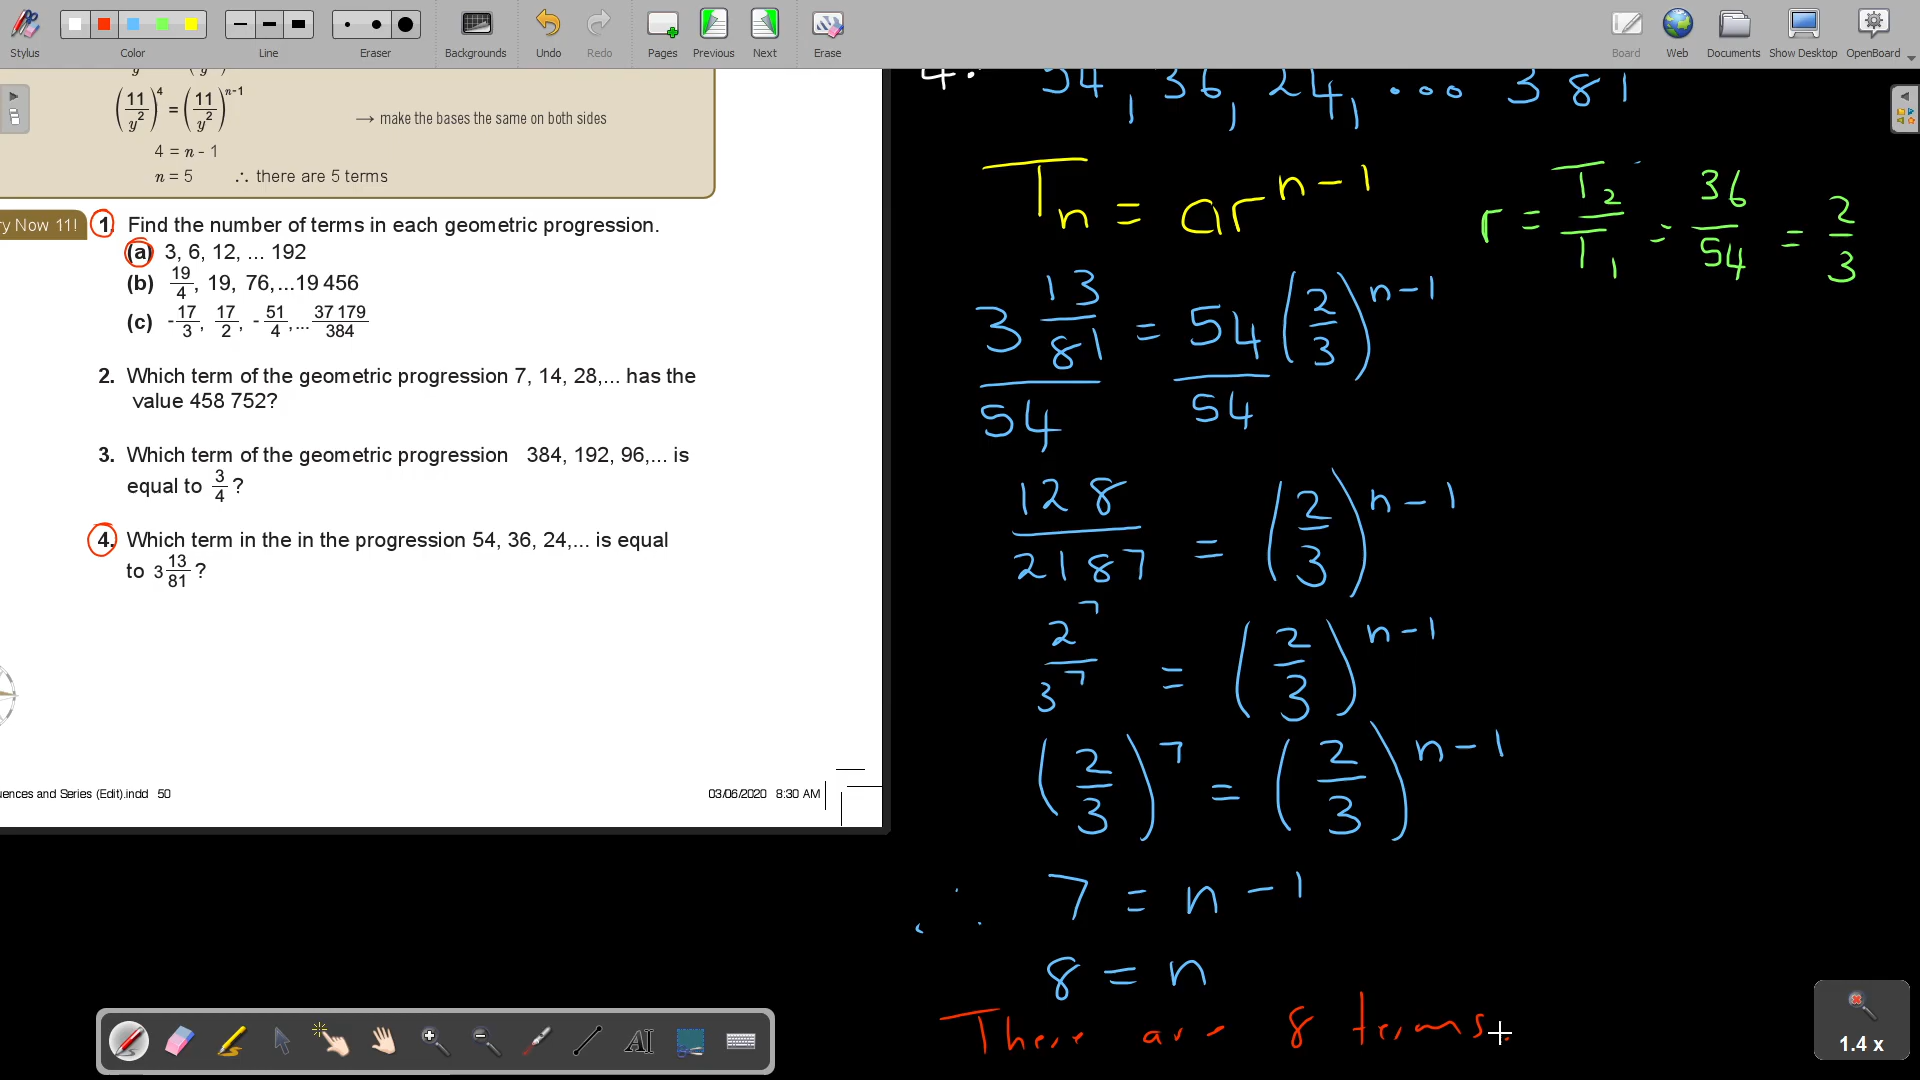 Stylus Color Line Eraser Backgrounds Undo Redo Pages Previous Next Erase Board Web Documents Show Desktop OpenBoard
(11/y²)⁴ = (11/y²)ⁿ⁻¹ → make the bases the same on both sides
4 = n - 1
n = 5 ∴ there are 5 terms
ry Now 11! 1. Find the number of terms in each geometric progression.
(a) 3, 6, 12, ... 192
(b) 19/4, 19, 76,...19 456
(c) -17/3, 17/2, -51/4,... 37 179/384
2. Which term of the geometric progression 7, 14, 28,... has the
value 458 752?
3. Which term of the geometric progression 384, 192, 96,... is
equal to 3/4 ?
4. Which term in the in the progression 54, 36, 24,... is equal
to 3 13/81 ?
uences and Series (Edit).indd 50 03/06/2020 8:30 AM
4. 54, 36, 24, ... 3 81
Tn = arⁿ⁻¹
r = T₂/T₁ = 36/54 = 2/3
3 13/81 / 54 = 54/54 (2/3)ⁿ⁻¹
128/2187 = (2/3)ⁿ⁻¹
2⁷/3⁷ = (2/3)ⁿ⁻¹
(2/3)⁷ = (2/3)ⁿ⁻¹
∴ 7 = n - 1
8 = n
There are 8 terms.
1.4 x